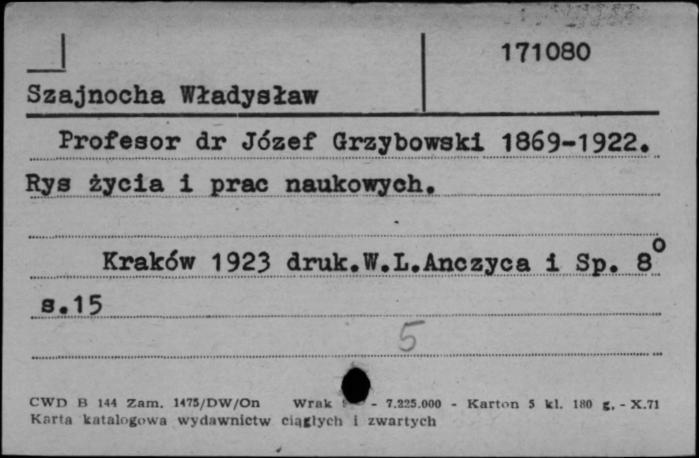 171080
Szajnocha Władysław
Profesor dr Józef Grzybowski 1869-1922.
Rys życia i prac naukowych.
Kraków 1923 druk.W.L.Anczyca i Sp. 8⁰
s.15
5
CWD B 144 Zam. 1475/DW/On Wrak - 7.225.000 - Karton 5 kl. 180 g. - X.71
Karta katalogowa wydawnictw ciągłych i zwartych